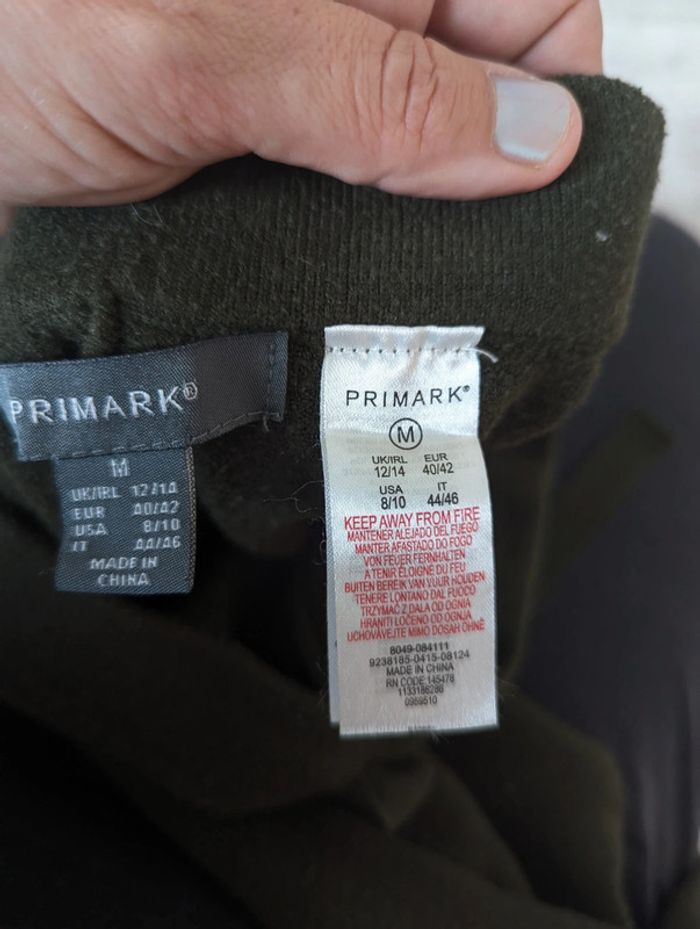 PRIMARK®
M
UK/IRL 12/14
EUR 40/42
USA 8/10
IT 44/46
MADE IN
CHINA
PRIMARK®
M
UK/IRL EUR
12/14 40/42
USA IT
8/10 44/46
KEEP AWAY FROM FIRE
MANTENER ALEJADO DEL FUEGO
MANTER AFASTADO DO FOGO
VON FEUER FERNHALTEN
A TENIR ÉLOIGNE DU FEU
BUITEN BEREIK VAN VUUR HOUDEN
TENERE LONTANO DAL FUOCO
TRZYMAĆ Z DALA OD OGNIA
HRANITI LOČENO OD OGNJA
UCHOVÁVEJTE MIMO DOSAH OHNĚ
8049-084111
9238185-0415-08124
MADE IN CHINA
RN CODE:145478
1133186286
0959510